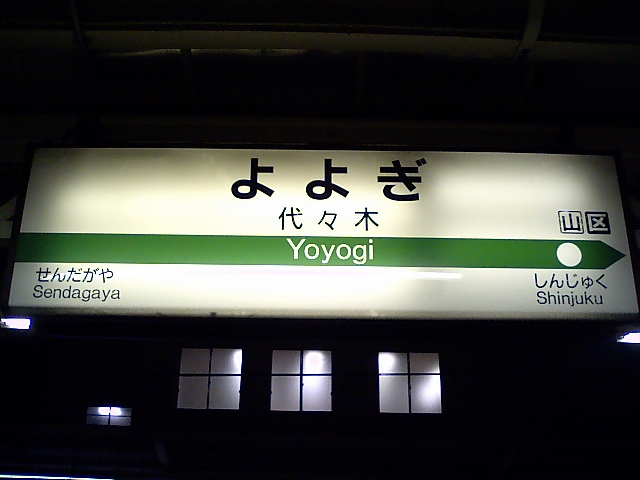 よよぎ
代々木
山 区
Yoyogi
せんだがや
Sendagaya
しんじゅく
Shinjuku